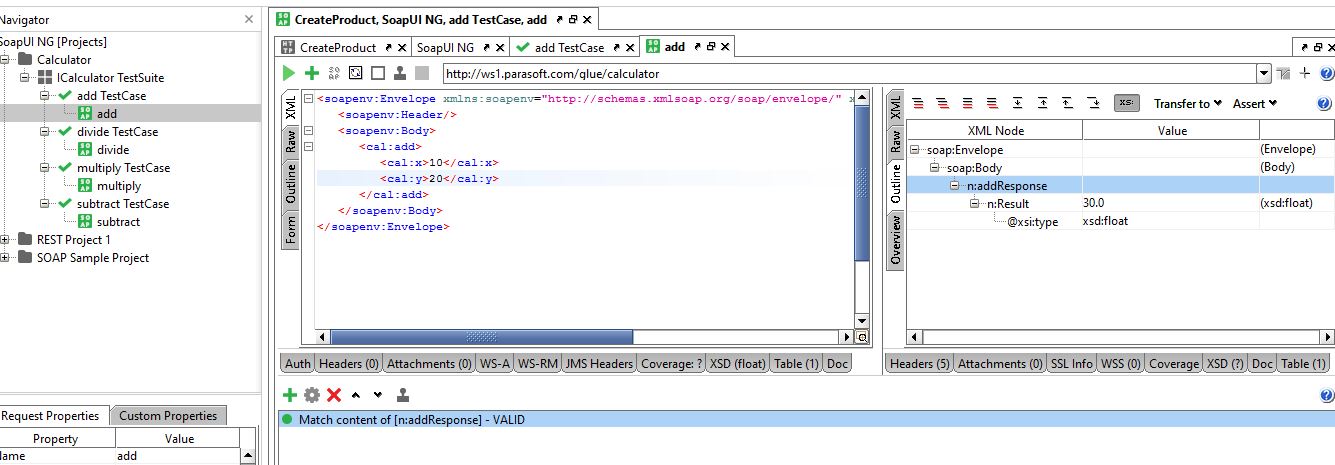 Navigator
SoapUI NG [Projects]
Calculator
ICalculator TestSuite
add TestCase
add
divide TestCase
divide
multiply TestCase
multiply
subtract TestCase
subtract
REST Project 1
SOAP Sample Project
Request Properties
Custom Properties
Property Value
Name add
CreateProduct, SoapUI NG, add TestCase, add
CreateProduct
SoapUI NG
add TestCase
add
http://ws1.parasoft.com/glue/calculator
XML
Raw
Outline
Form
<soapenv:Envelope xmlns:soapenv="http://schemas.xmlsoap.org/soap/envelope/" x
<soapenv:Header/>
<soapenv:Body>
<cal:add>
<cal:x>10</cal:x>
<cal:y>20</cal:y>
</cal:add>
</soapenv:Body>
</soapenv:Envelope>
Auth Headers (0) Attachments (0) WS-A WS-RM JMS Headers Coverage: ? XSD (float) Table (1) Doc
XML
Raw
Outline
Overview
XS:
Transfer to
Assert
XML Node Value
soap:Envelope (Envelope)
soap:Body (Body)
n:addResponse
n:Result 30.0 (xsd:float)
@xsi:type xsd:float
Headers (5) Attachments (0) SSL Info WSS (0) Coverage XSD (?) Doc Table (1)
Match content of [n:addResponse] - VALID